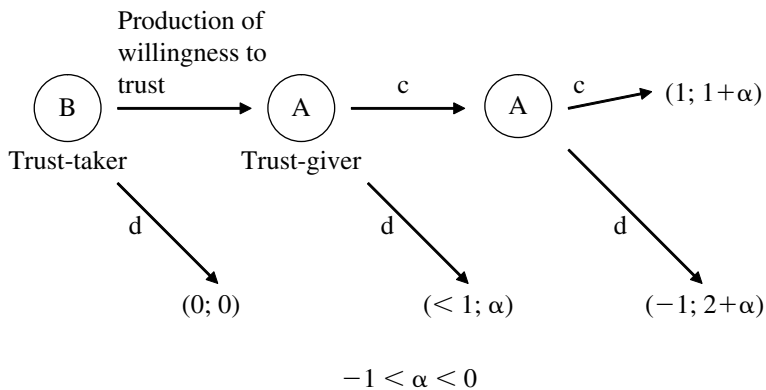 Production of
willingness to
trust
B
A
c
A
c
(1; 1+α)
Trust-taker
Trust-giver
d
d
d
(0; 0)
(< 1; α)
(−1; 2+α)
−1 < α < 0